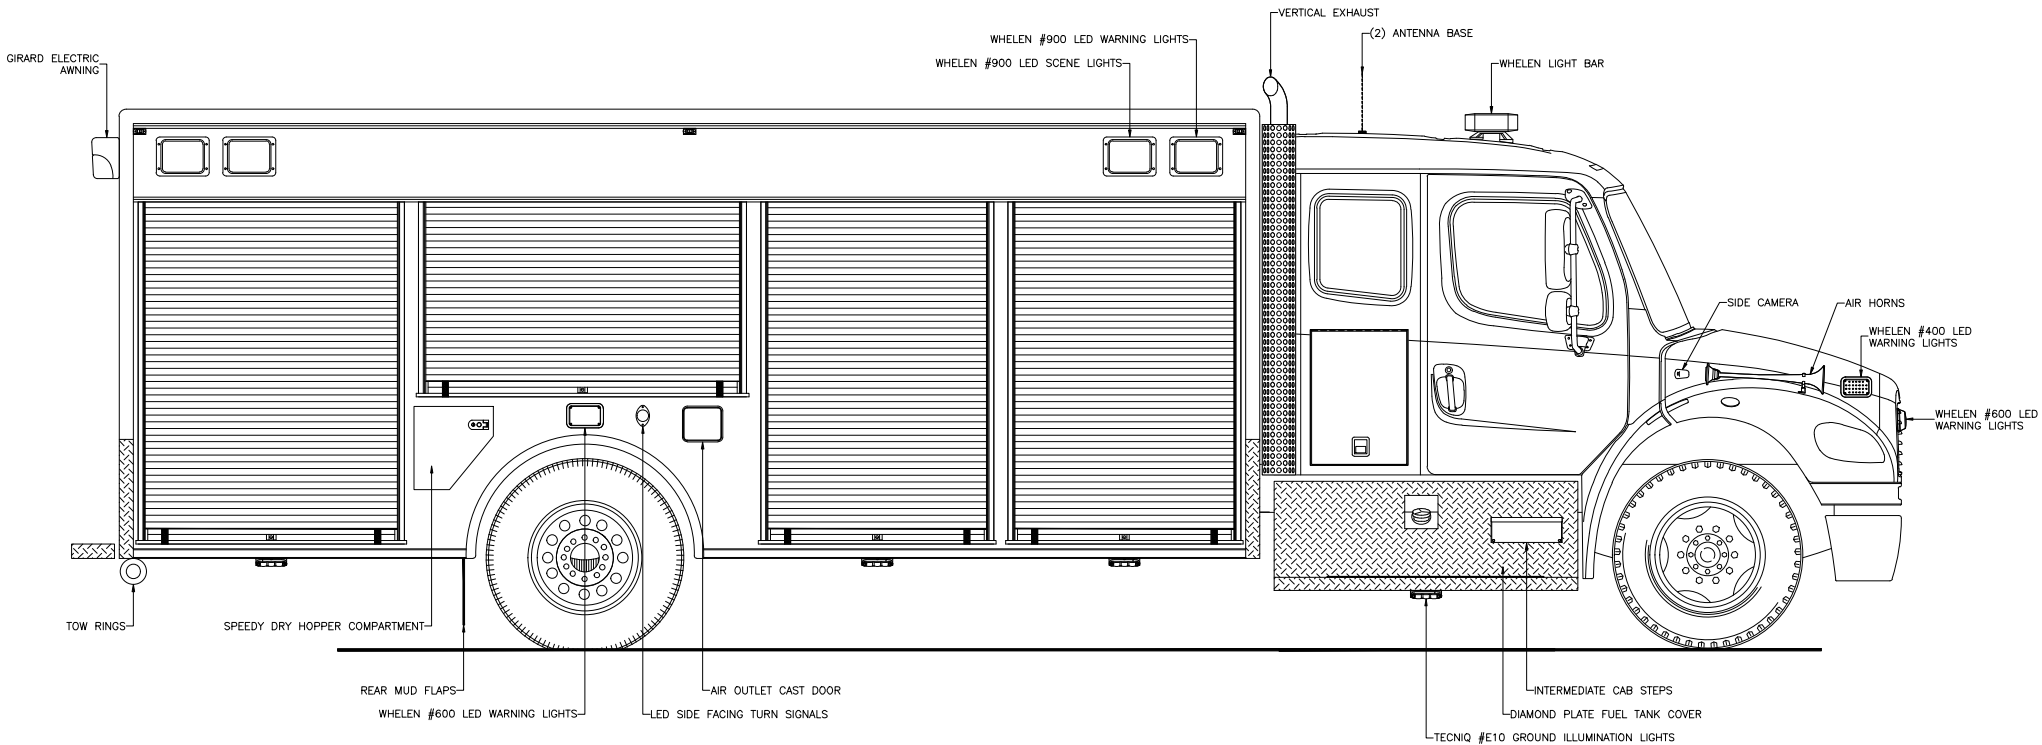 VERTICAL EXHAUST
(2) ANTENNA BASE
WHELEN #900 LED WARNING LIGHTS
GIRARD ELECTRIC
AWNING
WHELEN #900 LED SCENE LIGHTS
WHELEN LIGHT BAR
SIDE CAMERA
AIR HORNS
WHELEN #400 LED
WARNING LIGHTS
WHELEN #600 LED
WARNING LIGHTS
TOW RINGS
SPEEDY DRY HOPPER COMPARTMENT
REAR MUD FLAPS
AIR OUTLET CAST DOOR
INTERMEDIATE CAB STEPS
WHELEN #600 LED WARNING LIGHTS
LED SIDE FACING TURN SIGNALS
DIAMOND PLATE FUEL TANK COVER
TECNIQ #E10 GROUND ILLUMINATION LIGHTS